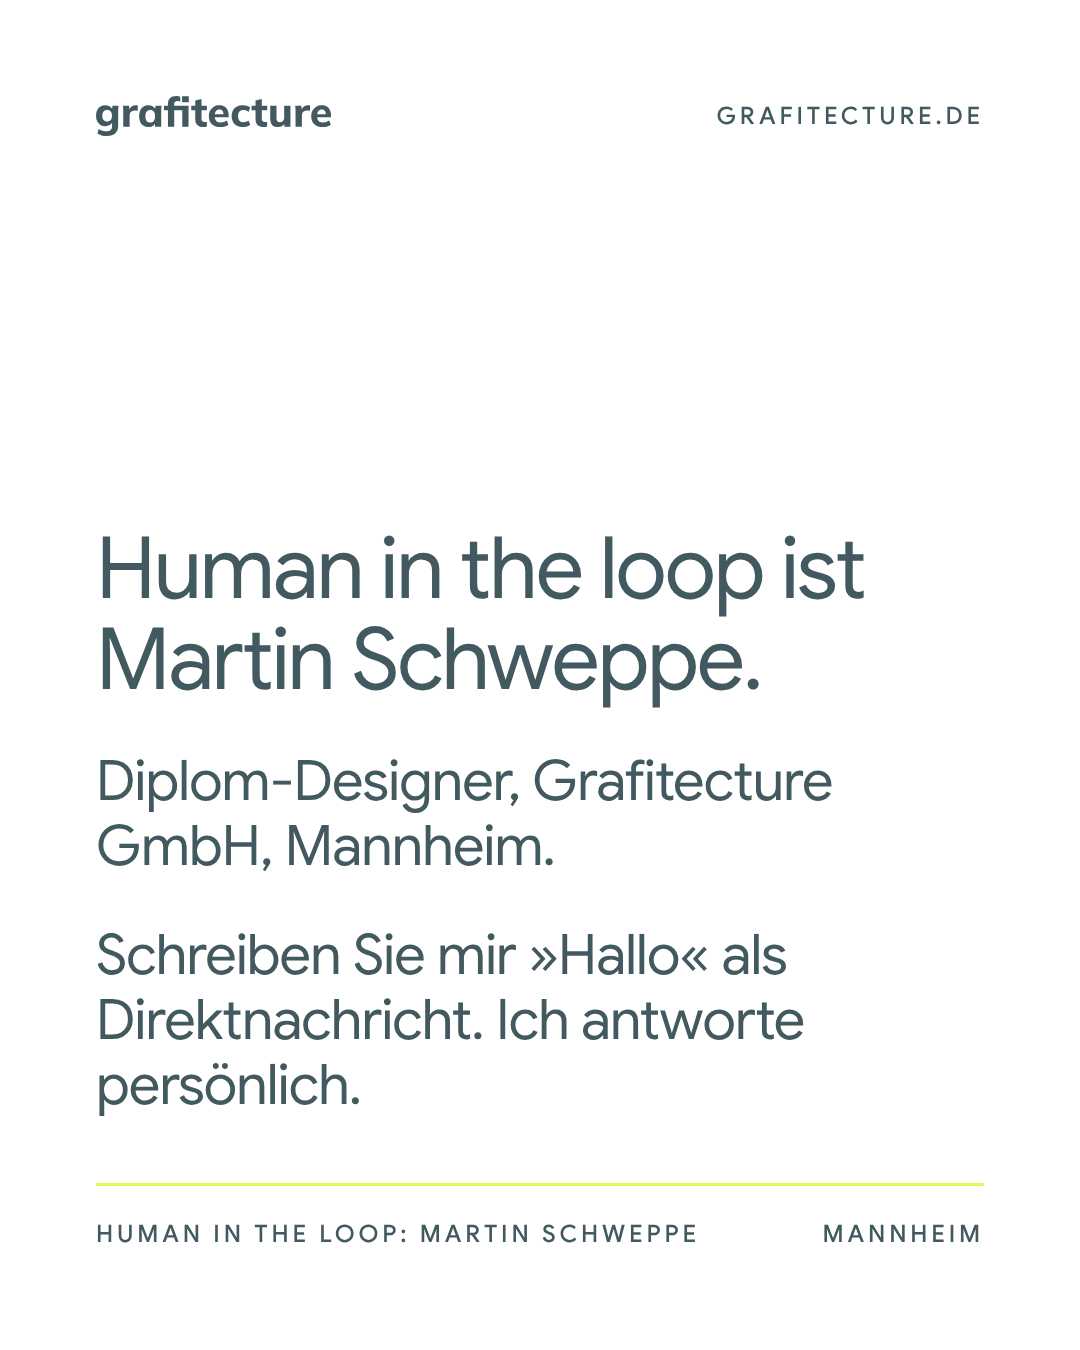 grafitecture
GRAFITECTURE.DE
Human in the loop ist
Martin Schweppe.
Diplom-Designer, Grafitecture
GmbH, Mannheim.
Schreiben Sie mir »Hallo« als
Direktnachricht. Ich antworte
persönlich.
HUMAN IN THE LOOP: MARTIN SCHWEPPE
MANNHEIM